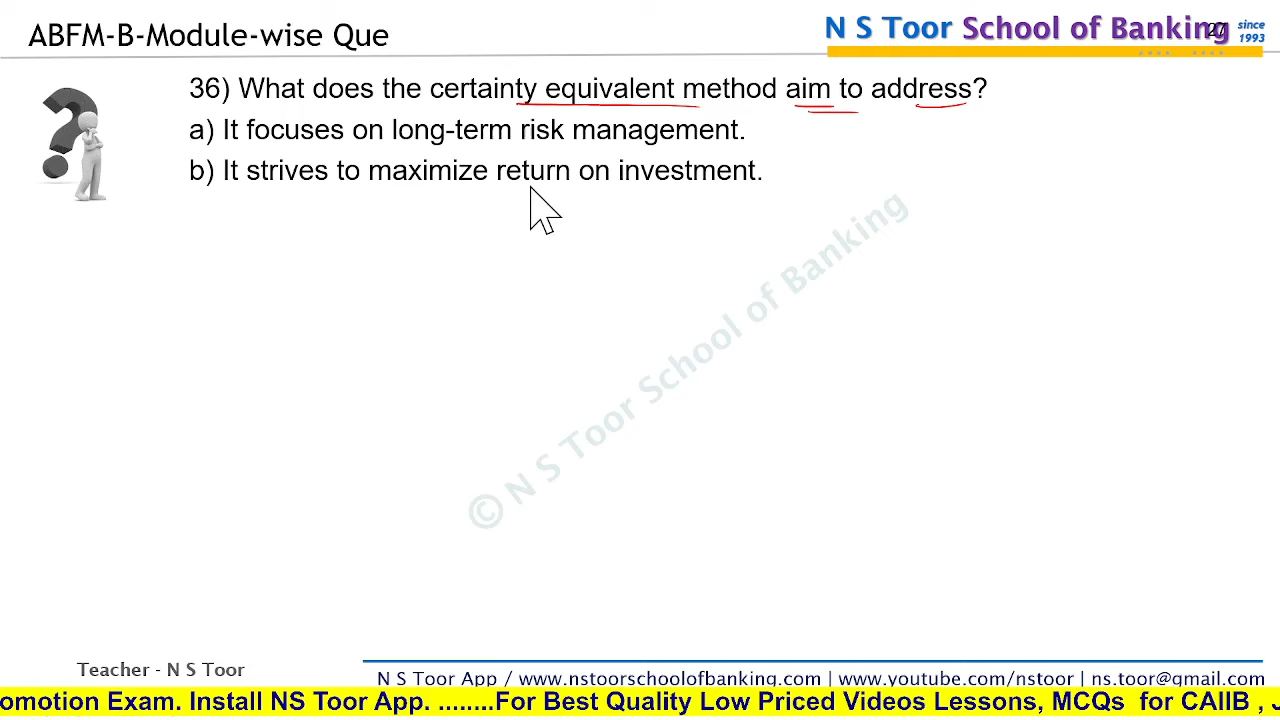 ABFM-B-Module-wise Que
N S Toor School of Banking
27
since
1993
36) What does the certainty equivalent method aim to address?
a) It focuses on long-term risk management.
b) It strives to maximize return on investment.
© N S Toor School of Banking
Teacher - N S Toor
N S Toor App / www.nstoorschoolofbanking.com | www.youtube.com/nstoor | ns.toor@gmail.com
omotion Exam. Install NS Toor App. ........For Best Quality Low Priced Videos Lessons, MCQs for CAIIB , J